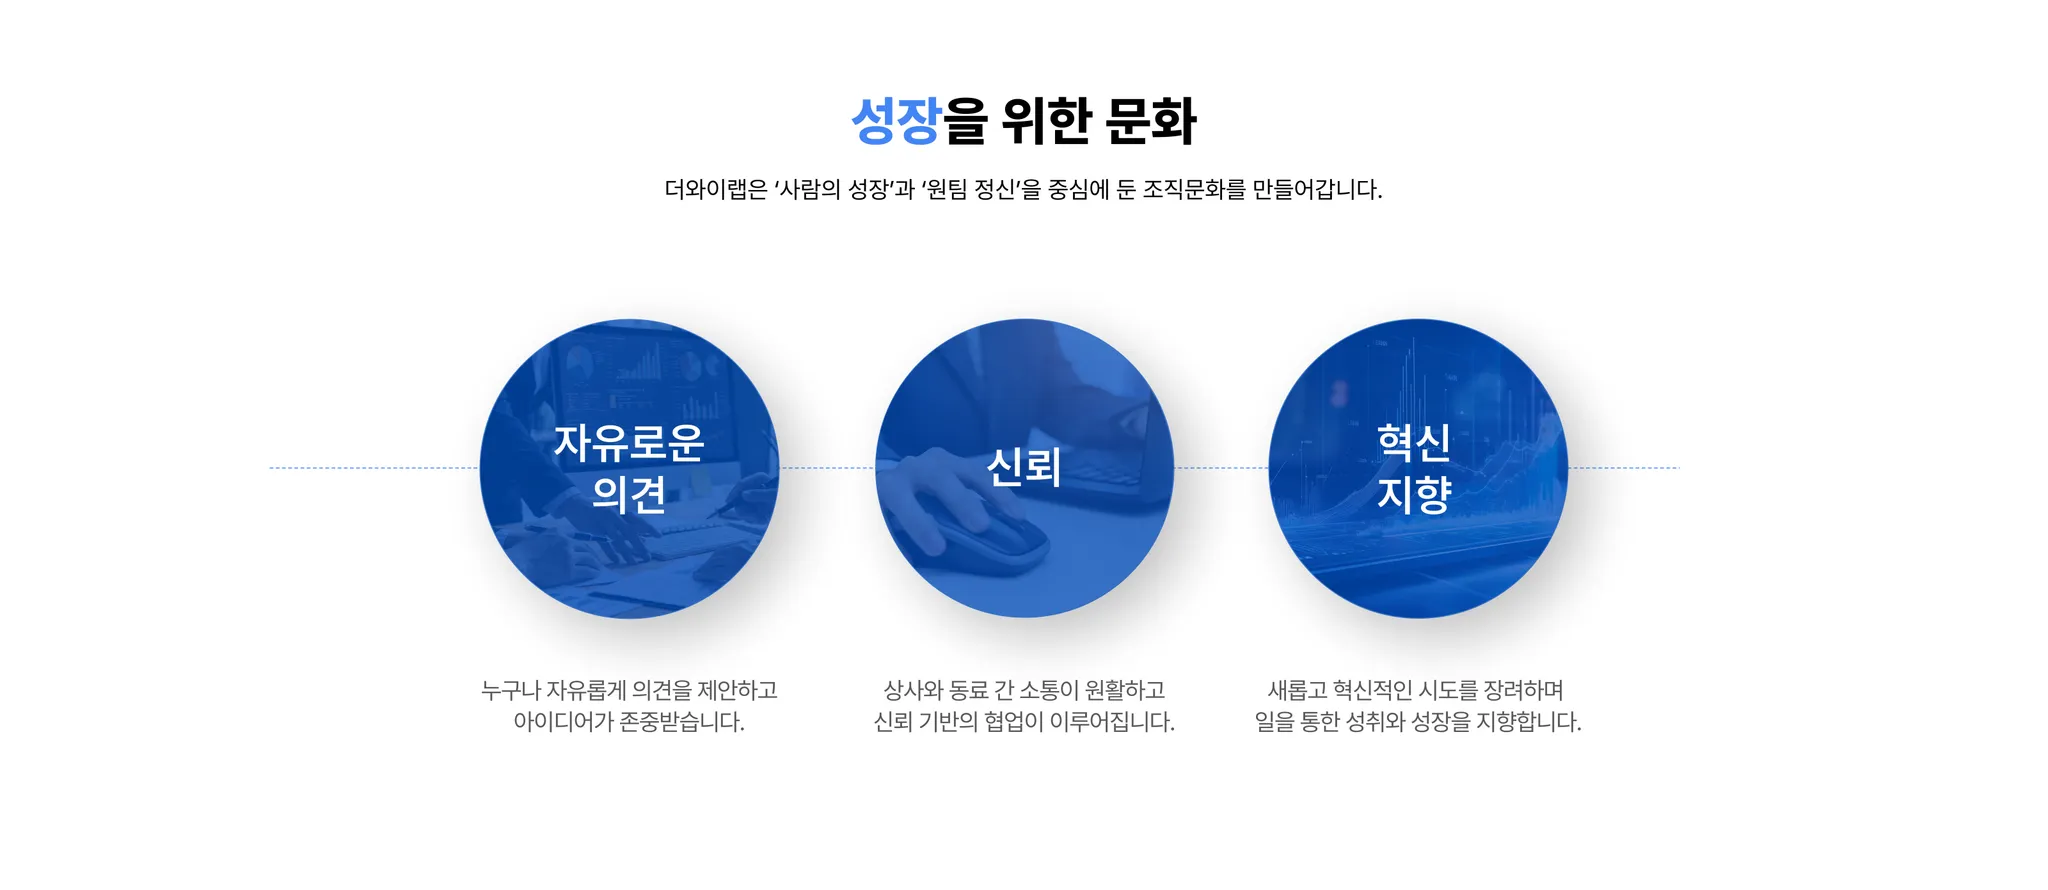 성장을 위한 문화
더와이랩은 ‘사람의 성장’과 ‘원팀 정신’을 중심에 둔 조직문화를 만들어갑니다.
자유로운
의견
신뢰
혁신
지향
누구나 자유롭게 의견을 제안하고
아이디어가 존중받습니다.
상사와 동료 간 소통이 원활하고
신뢰 기반의 협업이 이루어집니다.
새롭고 혁신적인 시도를 장려하며
일을 통한 성취와 성장을 지향합니다.